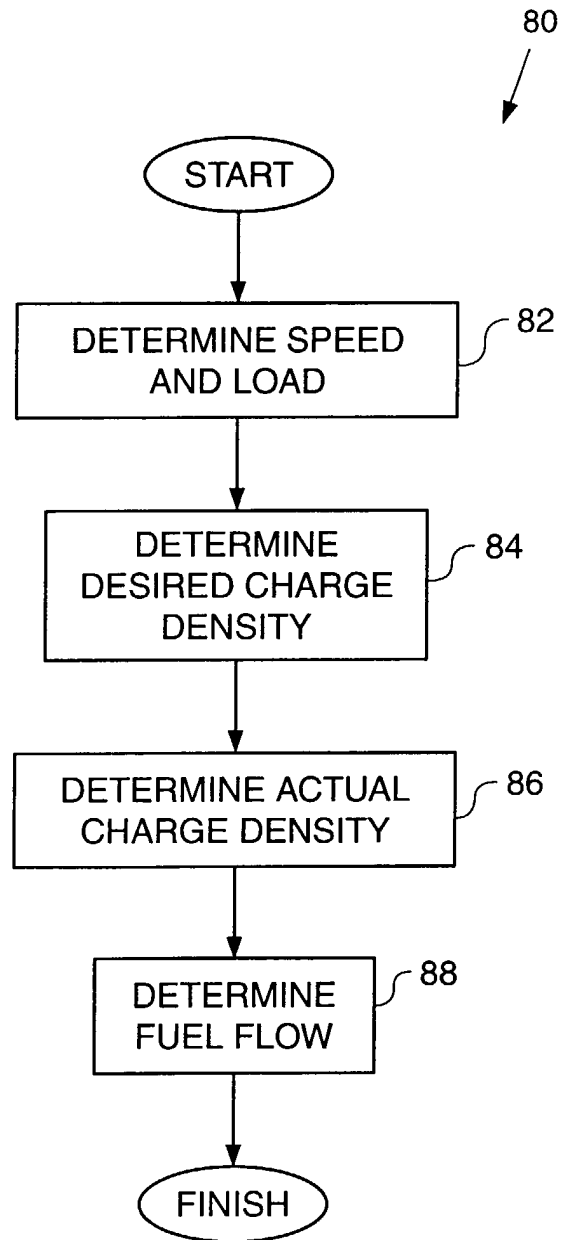 80
START
DETERMINE SPEED
AND LOAD
82
DETERMINE
DESIRED CHARGE
DENSITY
84
DETERMINE ACTUAL
CHARGE DENSITY
86
DETERMINE
FUEL FLOW
88
FINISH